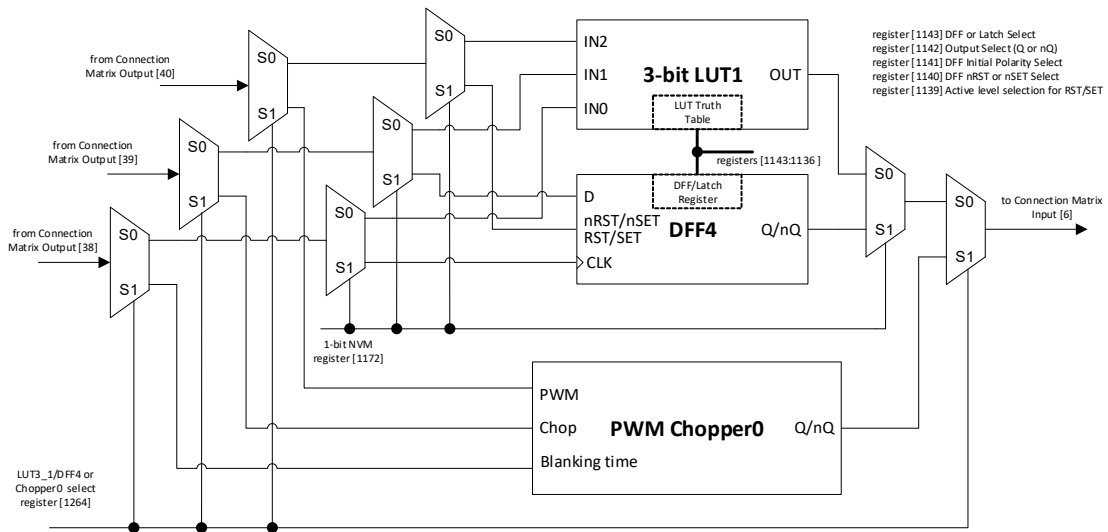 from Connection
Matrix Output [40]
S0
S1
S0
S1
IN2
IN1
IN0
3-bit LUT1
OUT
LUT Truth
Table
register [1143] DFF or Latch Select
register [1142] Output Select (Q or nQ)
register [1141] DFF Initial Polarity Select
register [1140] DFF nRST or nSET Select
register [1139] Active level selection for RST/SET
from Connection
Matrix Output [39]
S0
S1
S0
S1
registers [1143:1136 ]
DFF/Latch
Register
D
nRST/nSET
RST/SET
CLK
DFF4
Q/nQ
S0
S1
S0
S1
to Connection Matrix
Input [6]
from Connection
Matrix Output [38]
S0
S1
S0
S1
1-bit NVM
register [1172]
PWM
Chop
Blanking time
PWM Chopper0
Q/nQ
LUT3_1/DFF4 or
Chopper0 select
register [1264]